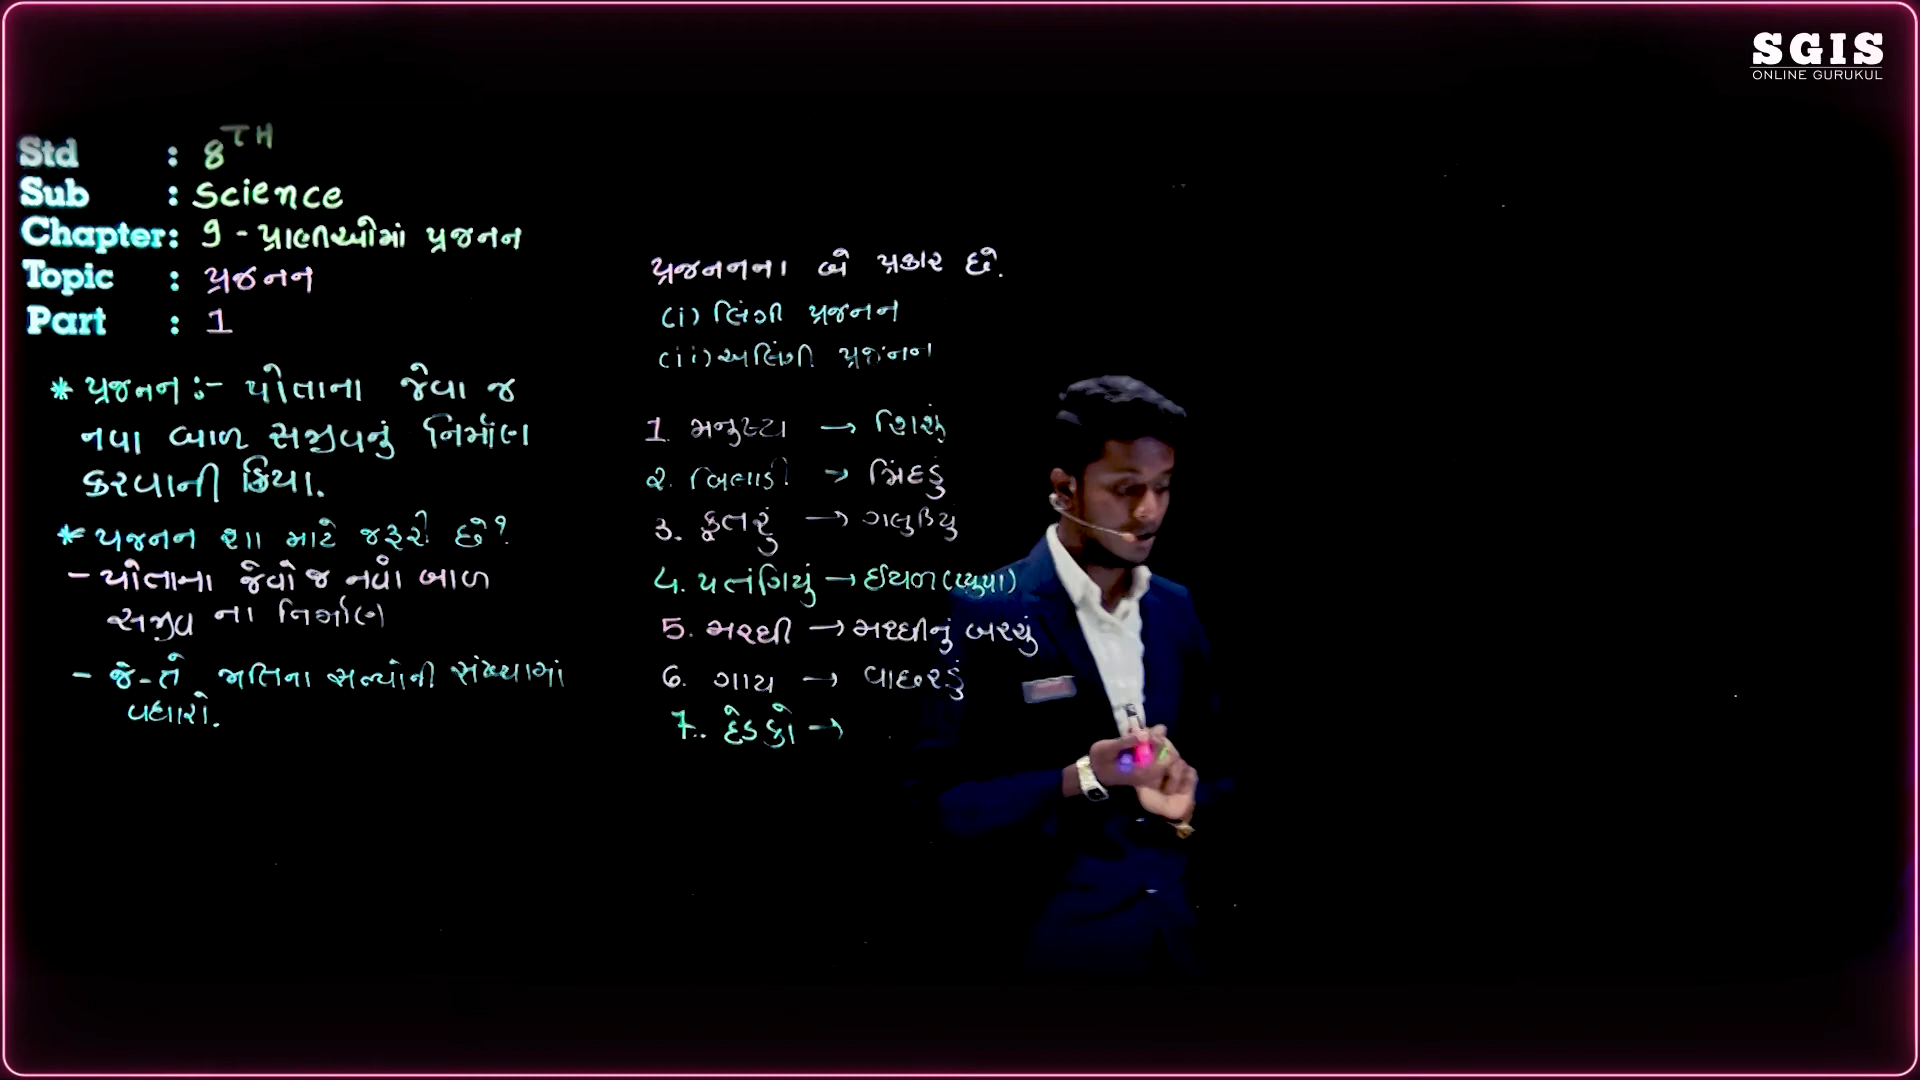 SGIS
ONLINE GURUKUL
Std : 8TH
Sub : Science
Chapter: 9 - પ્રાણીઓમાં પ્રજનન
Topic : પ્રજનન
Part : 1
* પ્રજનન :- પોતાના જેવા જ
નવા બાળ સજીવનું નિર્માણ
કરવાની ક્રિયા.
* પ્રજનન શા માટે જરૂરી છે?
- પોતાના જેવો જ નવાં બાળ
સજીવ ના નિર્માણ
- જે-તે જાતિના સભ્યોની સંખ્યામાં
વધારો.
પ્રજનનના બે પ્રકાર છે.
(i) લિંગી પ્રજનન
(ii) અલિંગી પ્રજનન
1. મનુષ્ય → શિશું
૨. બિલાડી → મિંદડું
3. કૂતરું → ગલુડિયું
4. પતંગિયું → ઈયળ (પ્યુપા)
5. મરઘી → મરઘીનું બચ્ચું
6. ગાય → વાછરડું
7. દેડકો →